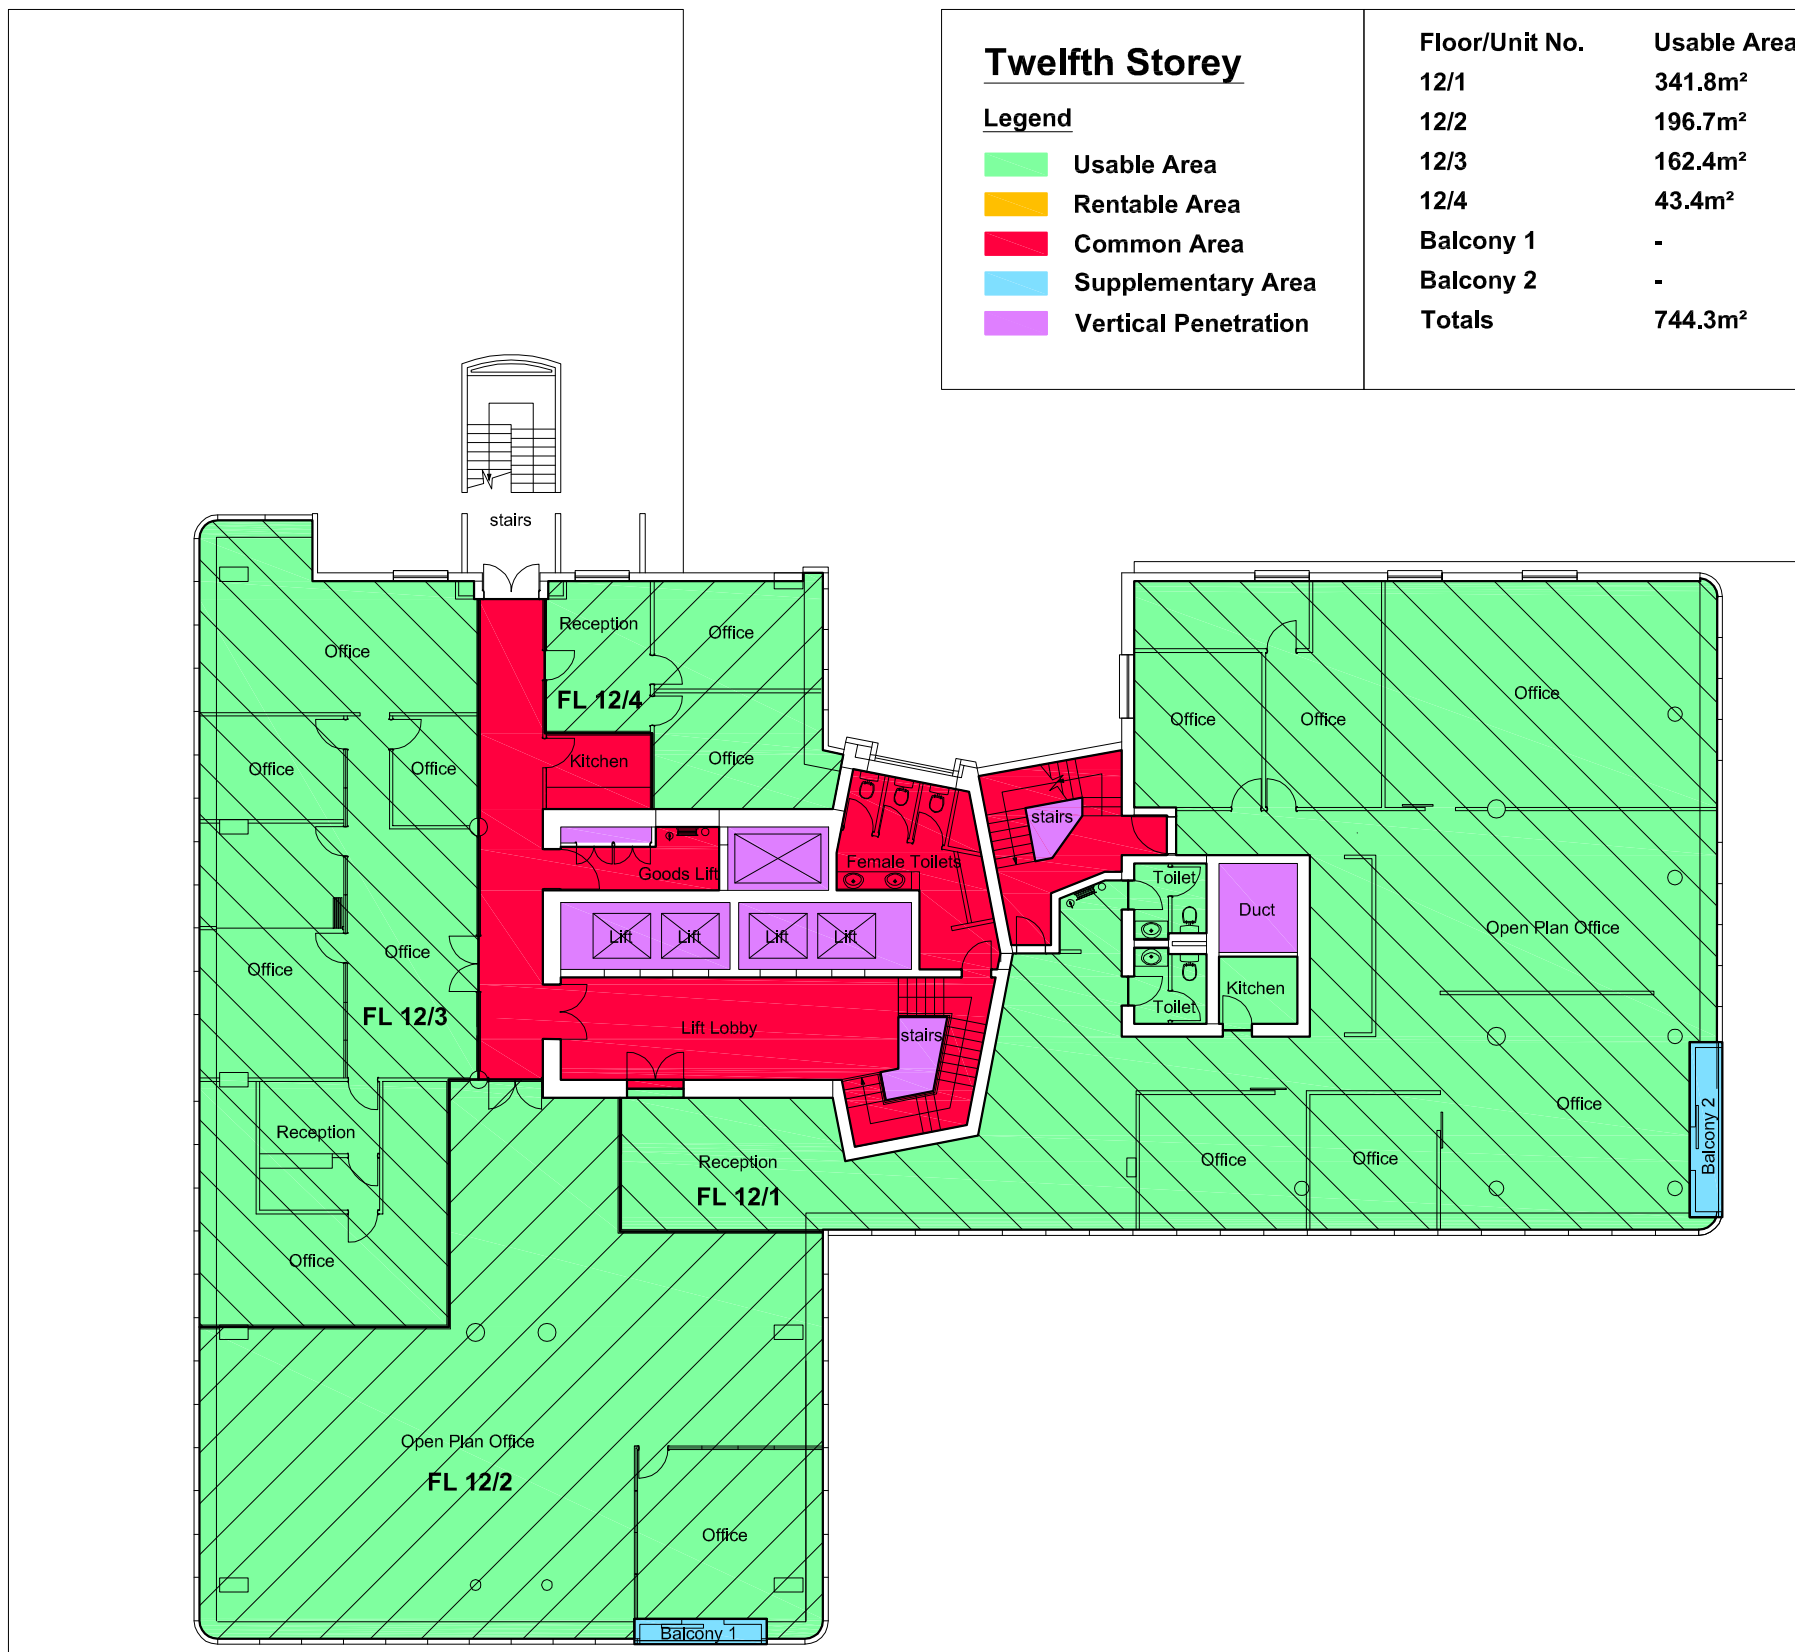 Twelfth Storey
Legend
Usable Area
Rentable Area
Common Area
Supplementary Area
Vertical Penetration
Floor/Unit No. Usable Area
12/1 341.8m²
12/2 196.7m²
12/3 162.4m²
12/4 43.4m²
Balcony 1 -
Balcony 2 -
Totals 744.3m²
stairs
Reception
Office
Office
FL 12/4
Office
Office
Office
Office
Office
Office
Kitchen
Office
stairs
Female Toilets
Goods Lift
Toilet
Duct
Open Plan Office
Lift
Lift
Lift
Lift
Office
Office
Kitchen
Toilet
FL 12/3
Lift Lobby
stairs
Office
Balcony 2
Reception
Reception
Office
Office
FL 12/1
Office
Open Plan Office
FL 12/2
Office
Balcony 1